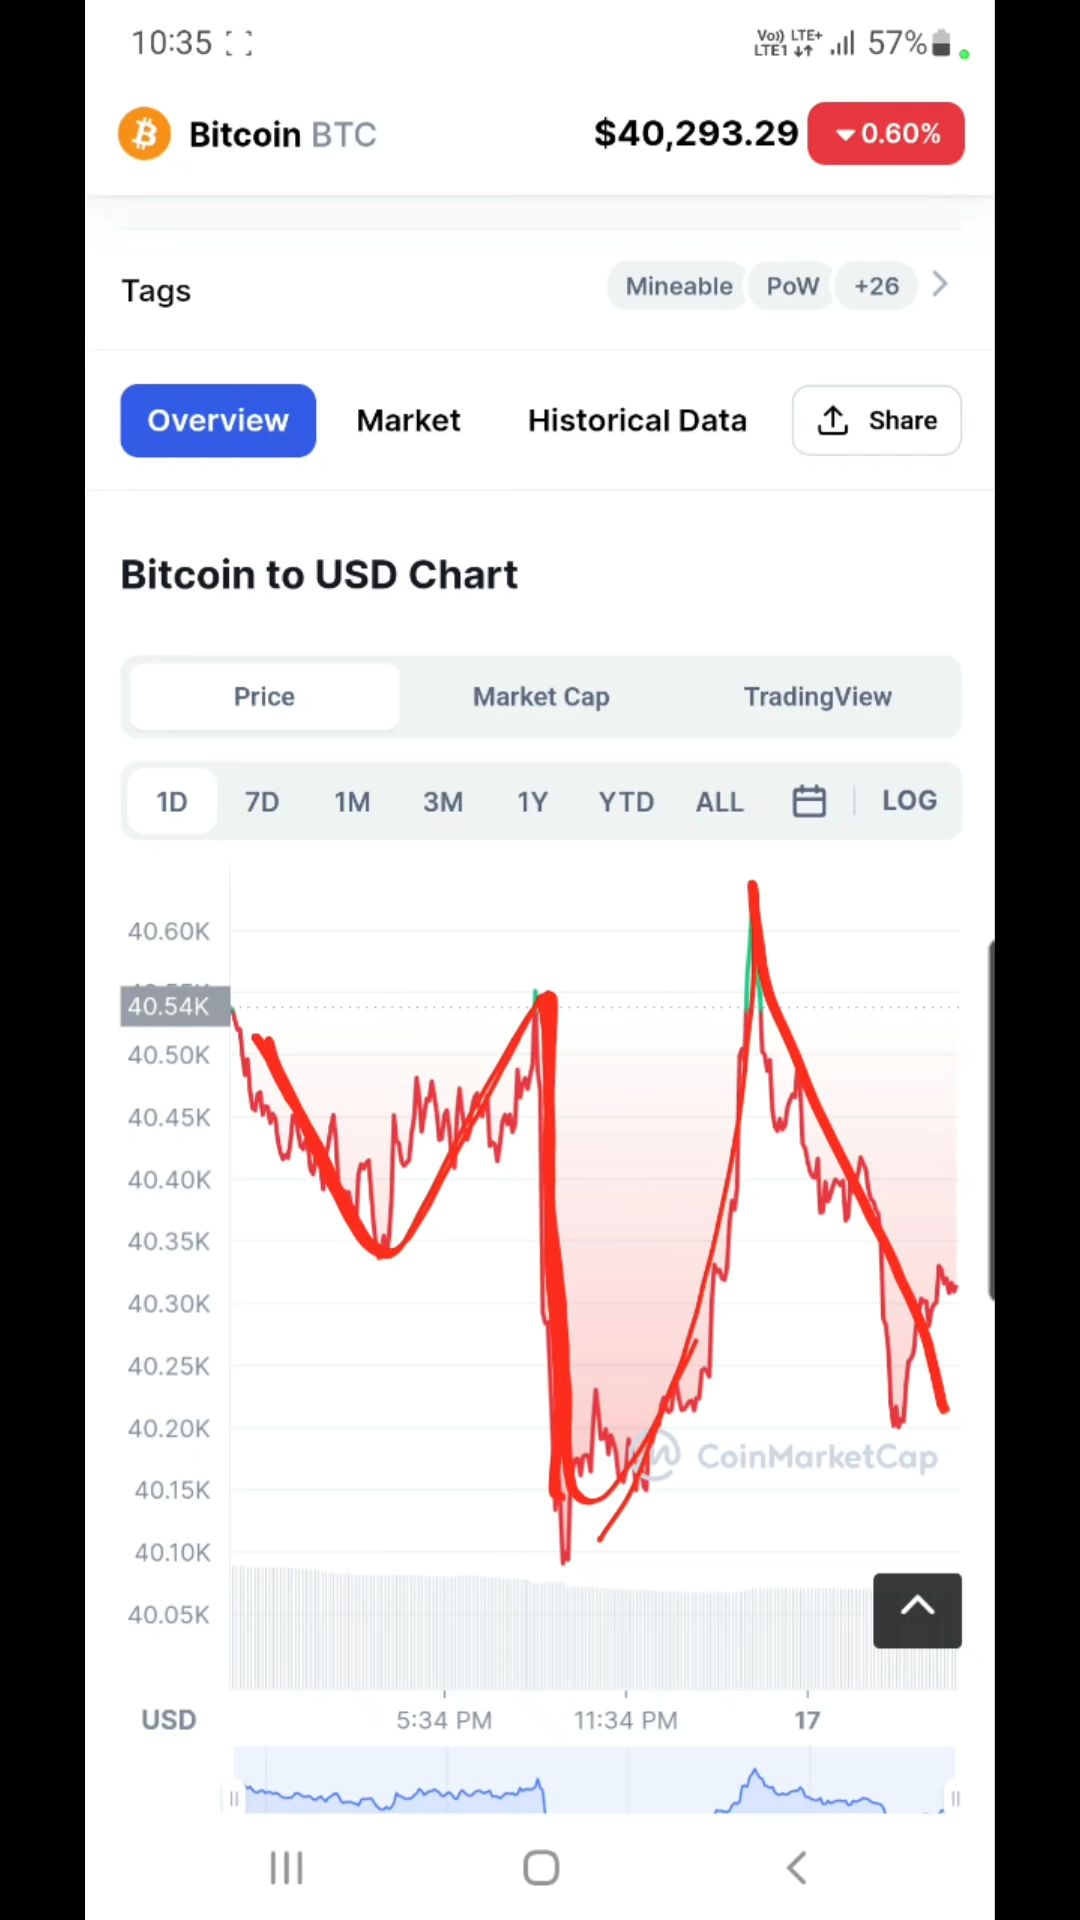 10:35 Vo)) LTE+ LTE1 57%
Bitcoin BTC $40,293.29 0.60%
Tags Mineable PoW +26
Overview Market Historical Data Share
Bitcoin to USD Chart
Price Market Cap TradingView
1D 7D 1M 3M 1Y YTD ALL LOG
40.60K
40.54K
40.50K
40.45K
40.40K
40.35K
40.30K
40.25K
40.20K
CoinMarketCap
40.15K
40.10K
40.05K
USD 5:34 PM 11:34 PM 17